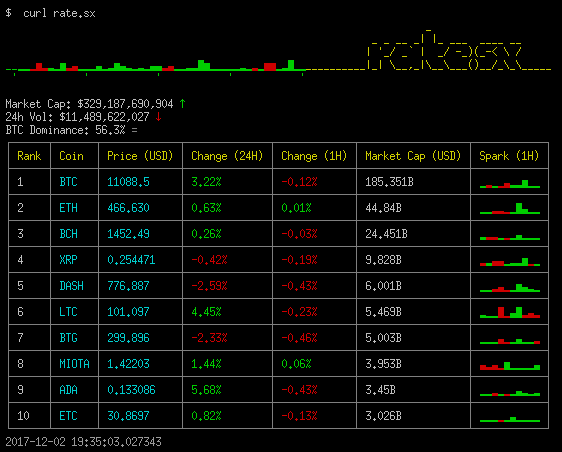 $ curl rate.sx
rate.sx
Market Cap: $329,187,690,904 ↑
24h Vol: $11,489,622,027 ↓
BTC Dominance: 56.3% =
Rank Coin Price (USD) Change (24H) Change (1H) Market Cap (USD) Spark (1H)
1 BTC 11088.5 3.22% -0.12% 185.351B
2 ETH 466.630 0.63% 0.01% 44.84B
3 BCH 1452.49 0.26% -0.03% 24.451B
4 XRP 0.254471 -0.42% -0.19% 9.828B
5 DASH 776.887 -2.59% -0.43% 6.001B
6 LTC 101.097 4.45% -0.23% 5.469B
7 BTG 299.896 -2.33% -0.46% 5.003B
8 MIOTA 1.42203 1.44% 0.06% 3.953B
9 ADA 0.133086 5.68% -0.43% 3.45B
10 ETC 30.8697 0.82% -0.13% 3.026B
2017-12-02 19:35:03.027343